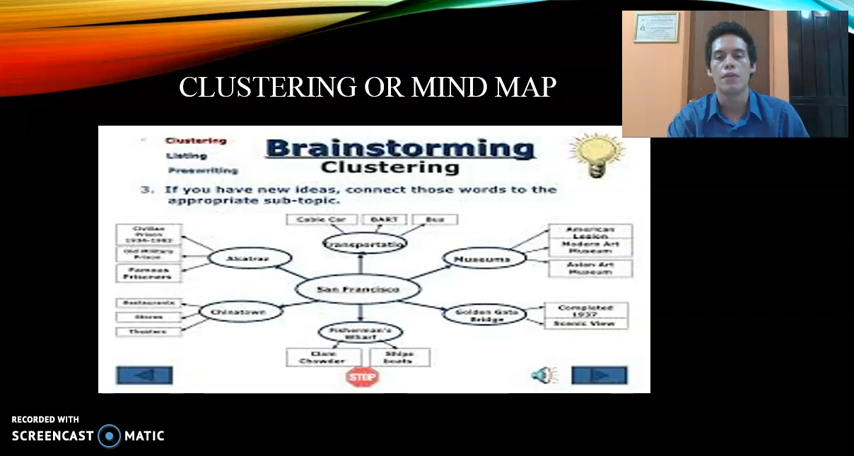 CLUSTERING OR MIND MAP
Clustering
Listing
Prewriting
Brainstorming
Clustering
3. If you have new ideas, connect those words to the
appropriate sub-topic.
Cable Car
BART
Bus
Transportatio
Civilian
Prison
1934-1963
Old Military
Prison
Famous
Prisoners
Alcatraz
Museums
American
Legion
Modern Art
Museum
Asian Art
Museum
San Francisco
Restaurants
Stores
Theaters
Chinatown
Golden Gate
Bridge
Completed
1937
Scenic View
Fisherman's
Wharf
Clam
Chowder
Ships
boats
STOP
RECORDED WITH
SCREENCAST MATIC